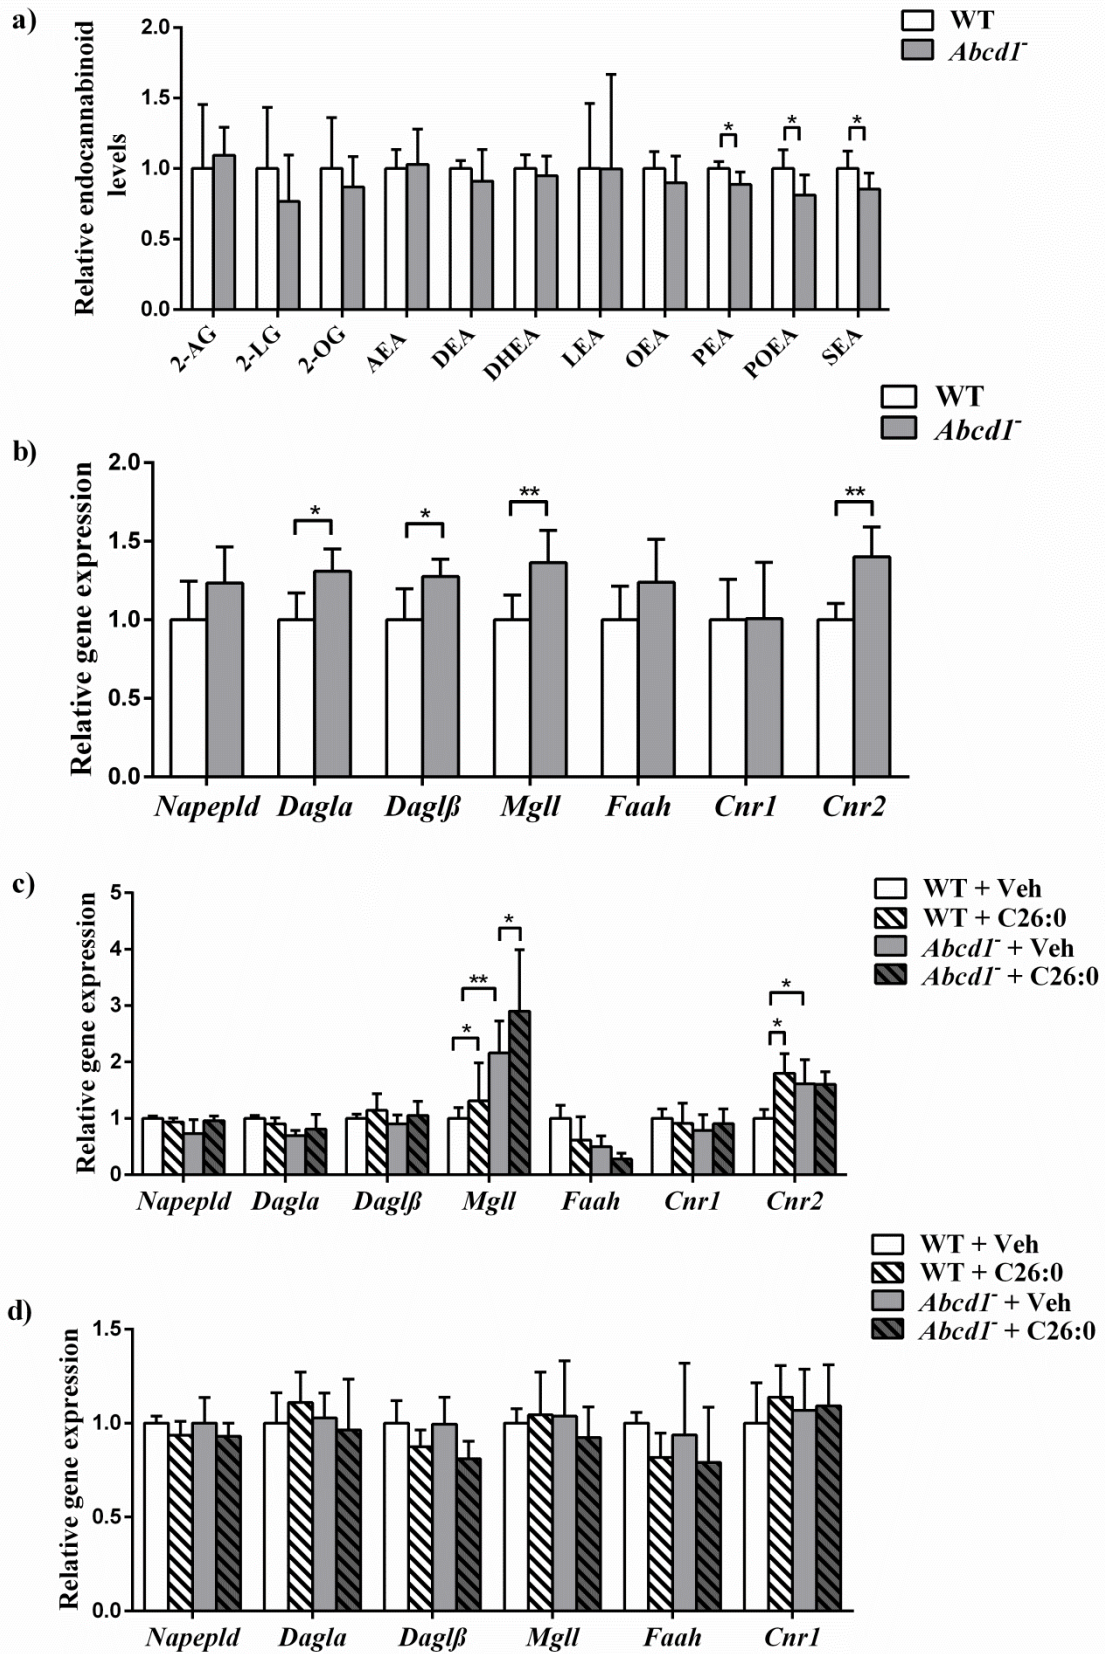 a)
WT
Abcd1⁻
Relative endocannabinoid
levels
2.0
1.5
1.0
0.5
0.0
* * *
2-AG 2-LG 2-OG AEA DEA DHEA LEA OEA PEA POEA SEA
b)
WT
Abcd1⁻
Relative gene expression
2.0
1.5
1.0
0.5
0.0
* * ** **
Napepld Dagla Daglß Mgll Faah Cnr1 Cnr2
c)
WT + Veh
WT + C26:0
Abcd1⁻ + Veh
Abcd1⁻ + C26:0
Relative gene expression
5
4
3
2
1
0
*
**
*
*
*
Napepld Dagla Daglß Mgll Faah Cnr1 Cnr2
d)
WT + Veh
WT + C26:0
Abcd1⁻ + Veh
Abcd1⁻ + C26:0
Relative gene expression
1.5
1.0
0.5
0.0
Napepld Dagla Daglß Mgll Faah Cnr1